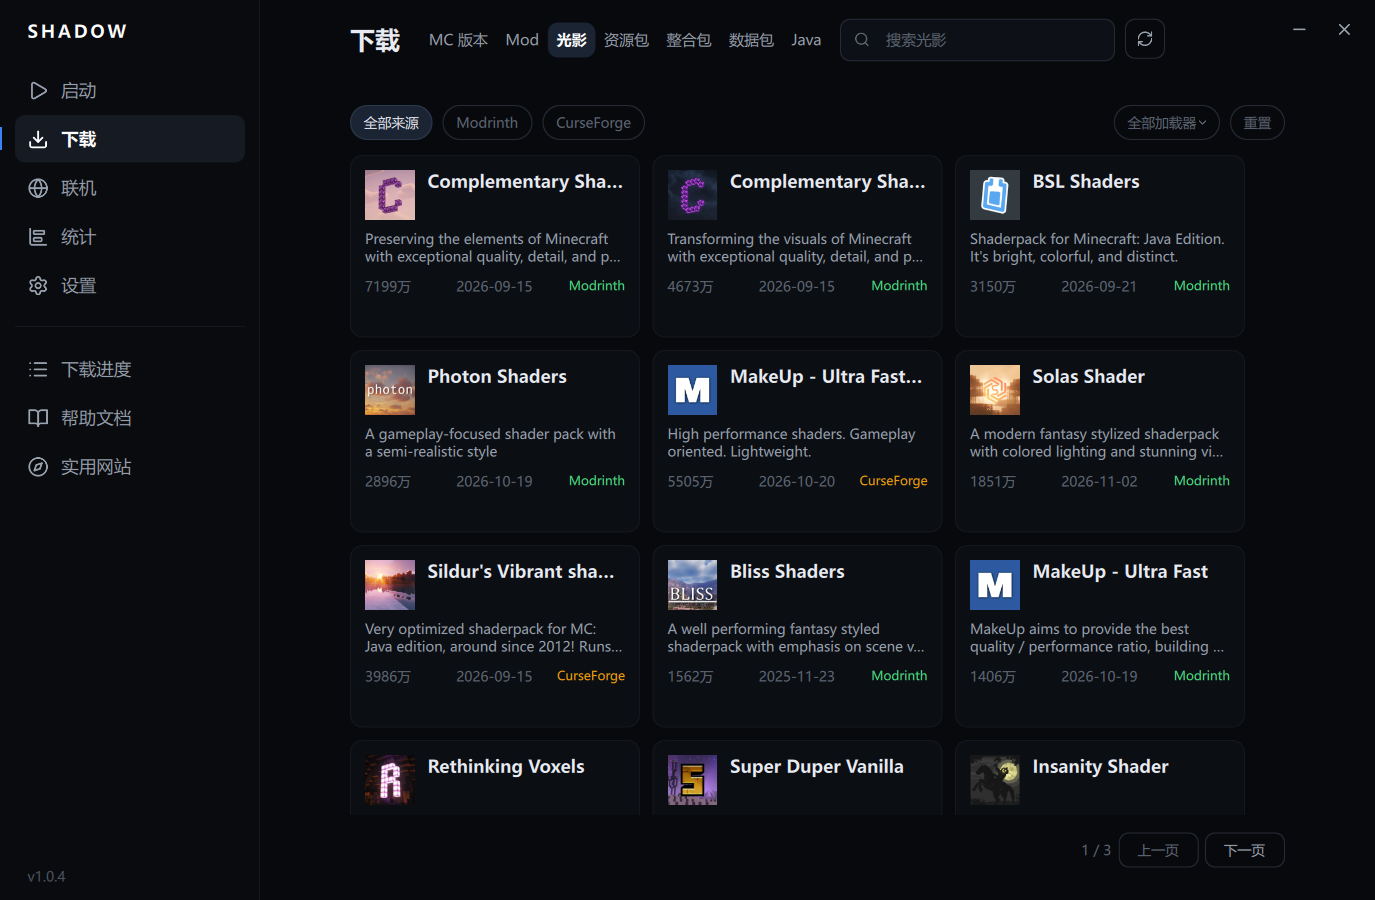 SHADOW
启动
下载
联机
统计
设置
下载进度
帮助文档
实用网站
v1.0.4
下载
MC 版本 Mod 光影 资源包 整合包 数据包 Java
搜索光影
全部来源 Modrinth CurseForge
全部加载器 重置
Complementary Sha...
Preserving the elements of Minecraft
with exceptional quality, detail, and p...
7199万 2026-09-15 Modrinth
Complementary Sha...
Transforming the visuals of Minecraft
with exceptional quality, detail, and p...
4673万 2026-09-15 Modrinth
BSL Shaders
Shaderpack for Minecraft: Java Edition.
It's bright, colorful, and distinct.
3150万 2026-09-21 Modrinth
photon
Photon Shaders
A gameplay-focused shader pack with
a semi-realistic style
2896万 2026-10-19 Modrinth
M
MakeUp - Ultra Fast...
High performance shaders. Gameplay
oriented. Lightweight.
5505万 2026-10-20 CurseForge
Solas Shader
A modern fantasy stylized shaderpack
with colored lighting and stunning vi...
1851万 2026-11-02 Modrinth
Sildur's Vibrant sha...
Very optimized shaderpack for MC:
Java edition, around since 2012! Runs...
3986万 2026-09-15 CurseForge
BLISS
Bliss Shaders
A well performing fantasy styled
shaderpack with emphasis on scene v...
1562万 2025-11-23 Modrinth
M
MakeUp - Ultra Fast
MakeUp aims to provide the best
quality / performance ratio, building ...
1406万 2026-10-19 Modrinth
R
Rethinking Voxels
S
Super Duper Vanilla
Insanity Shader
1 / 3 上一页 下一页